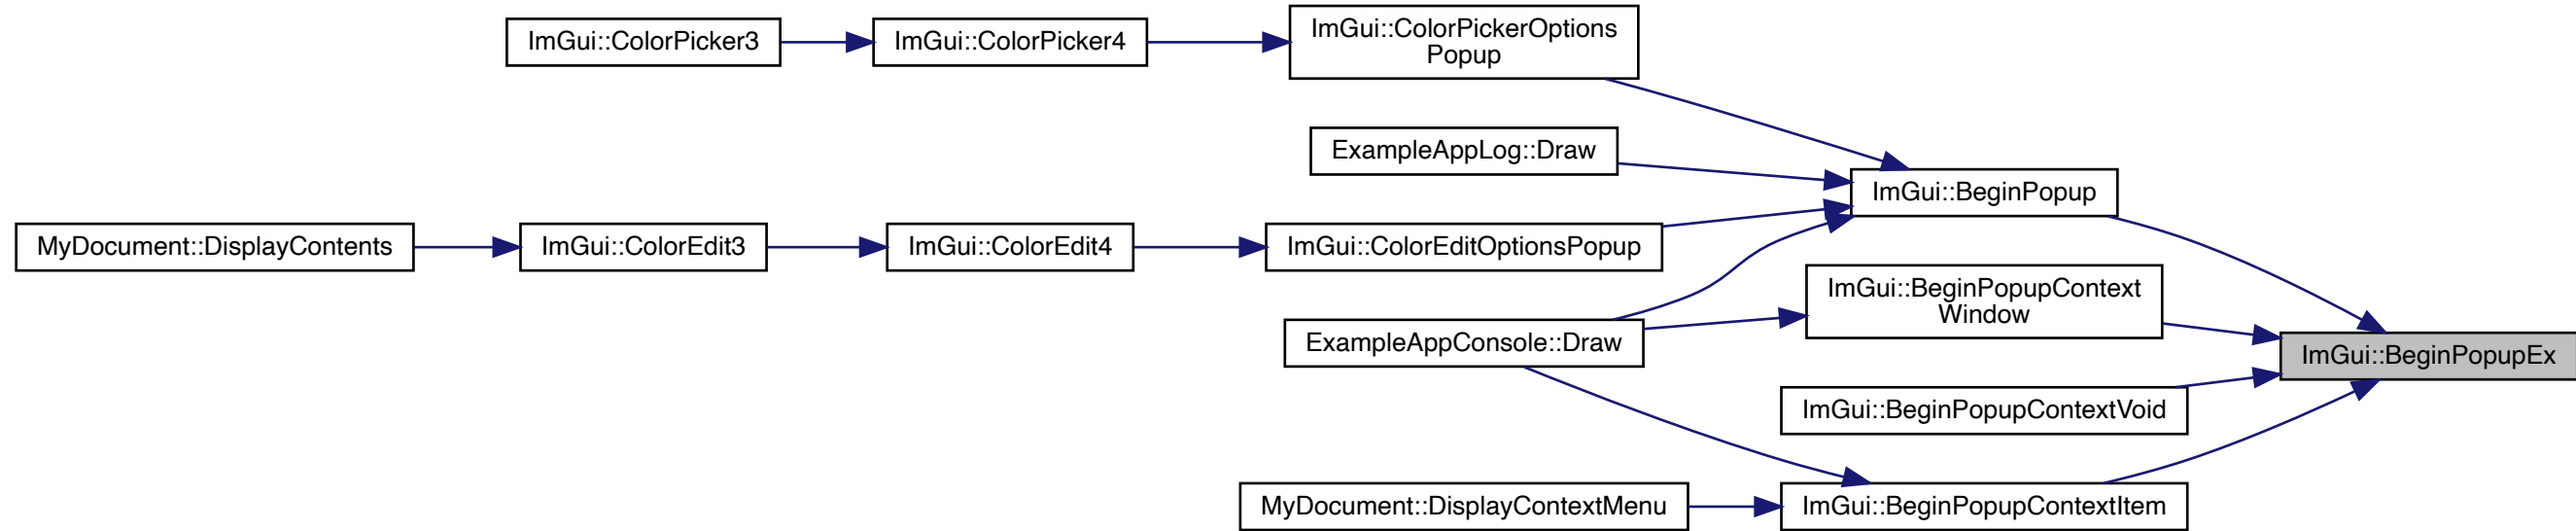 ImGui::ColorPicker3
ImGui::ColorPicker4
ImGui::ColorPickerOptions
Popup
ExampleAppLog::Draw
ImGui::BeginPopup
MyDocument::DisplayContents
ImGui::ColorEdit3
ImGui::ColorEdit4
ImGui::ColorEditOptionsPopup
ImGui::BeginPopupContext
Window
ExampleAppConsole::Draw
ImGui::BeginPopupEx
ImGui::BeginPopupContextVoid
MyDocument::DisplayContextMenu
ImGui::BeginPopupContextItem